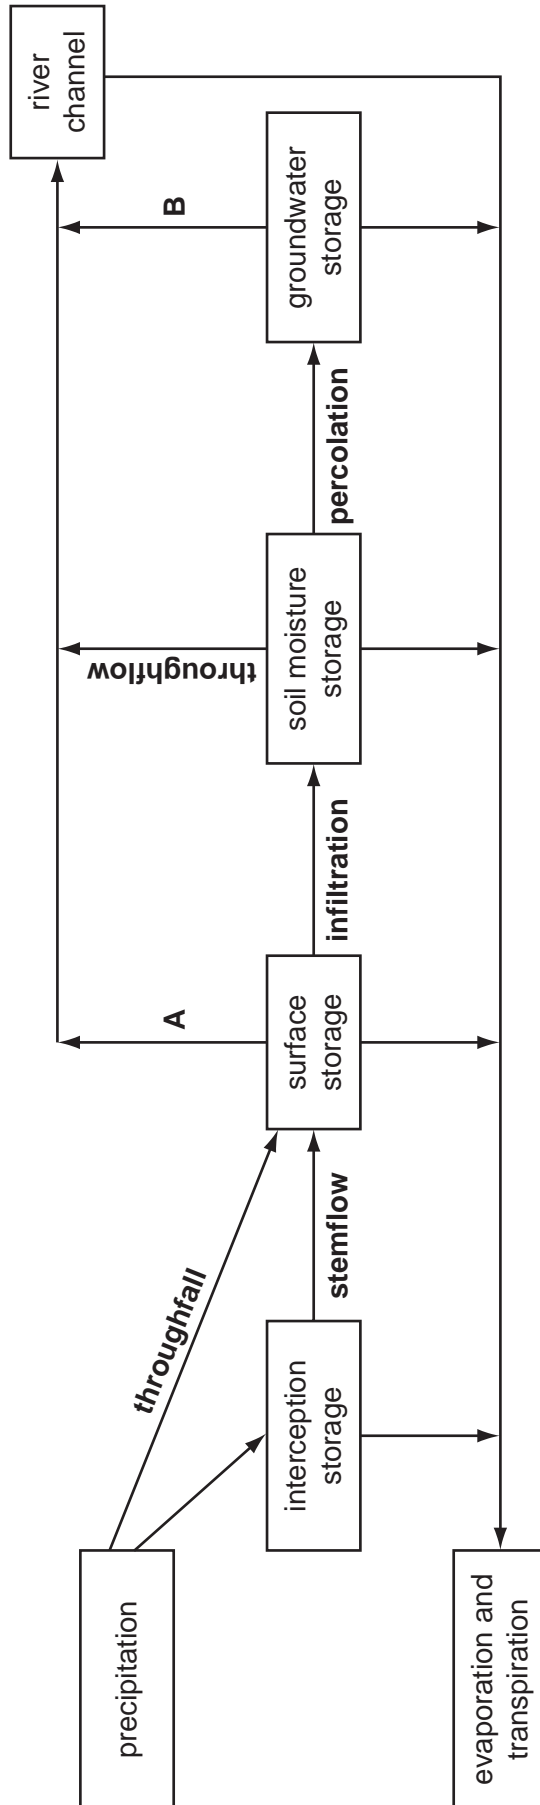 precipitation
throughfall
interception
storage
stemflow
surface
storage
A
infiltration
soil moisture
storage
throughflow
percolation
groundwater
storage
B
river
channel
evaporation and
transpiration